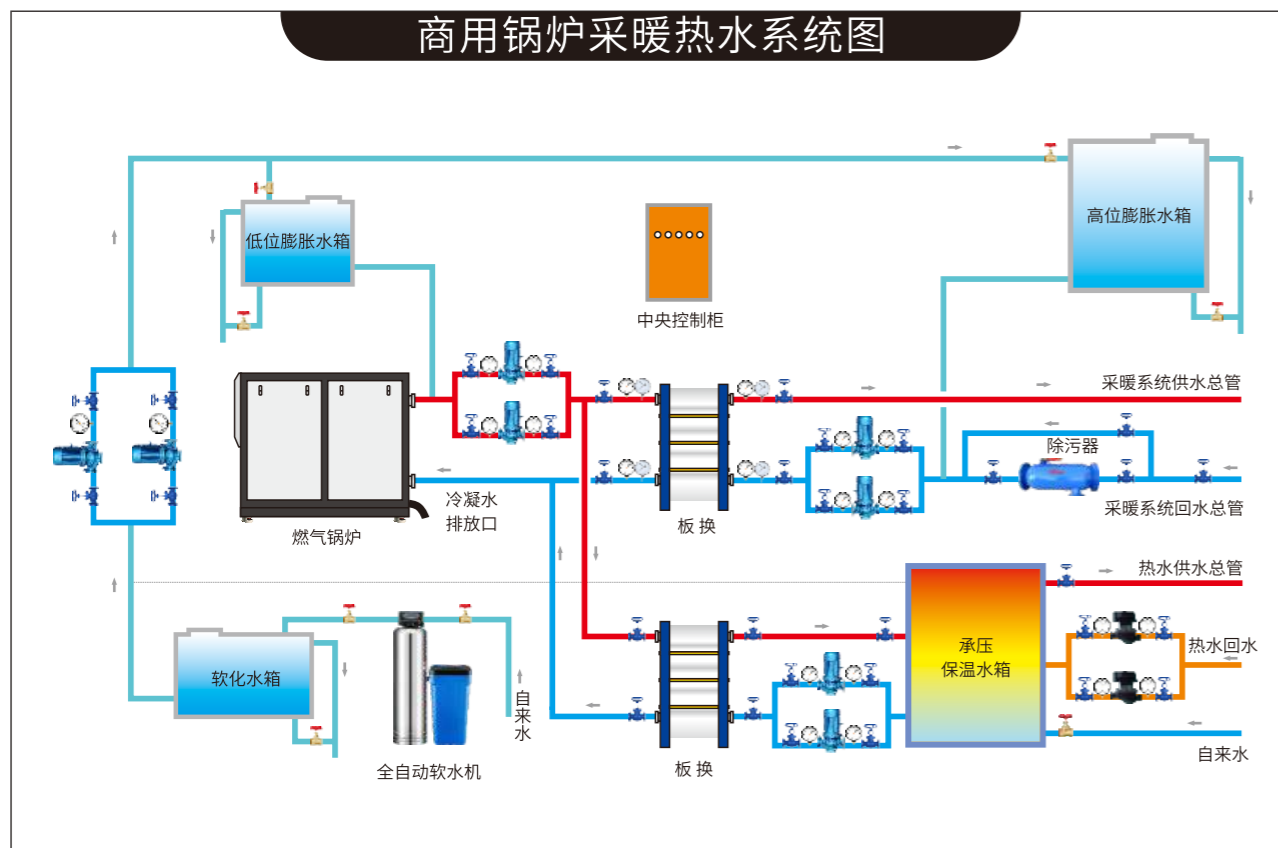 商用锅炉采暖热水系统图
低位膨胀水箱
高位膨胀水箱
中央控制柜
采暖系统供水总管
除污器
冷凝水
排放口
采暖系统回水总管
燃气锅炉
板 换
热水供水总管
承压
保温水箱
热水回水
软化水箱
自来水
自来水
全自动软水机
板 换